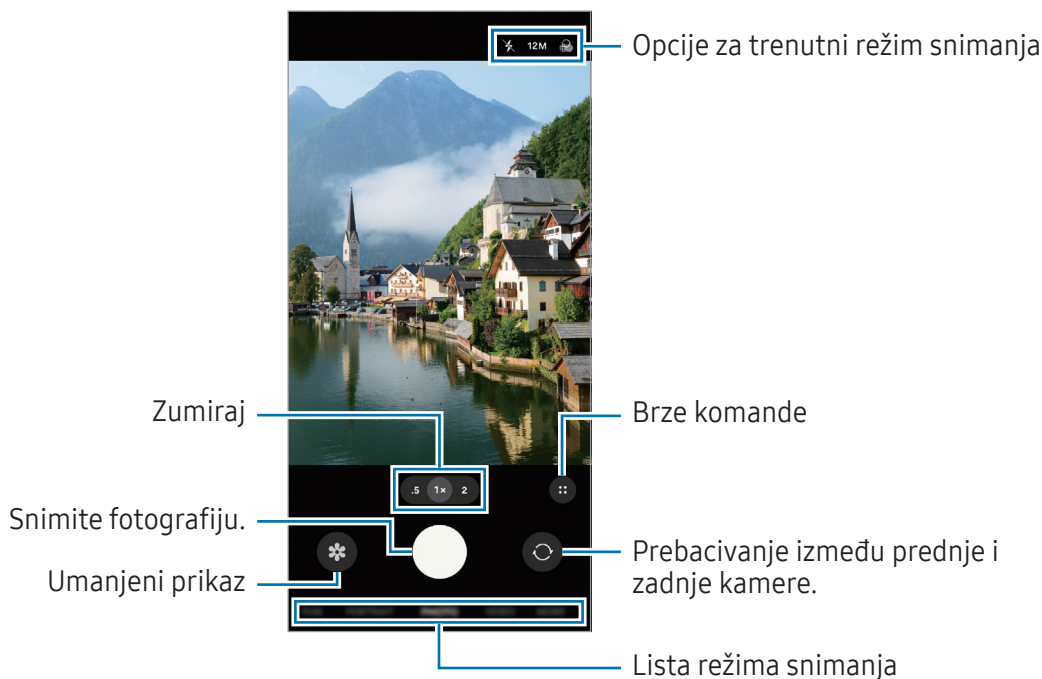 12M
Opcije za trenutni režim snimanja
Zumiraj
Brze komande
.5 1× 2
Snimite fotografiju.
Umanjeni prikaz
Prebacivanje između prednje i
zadnje kamere.
PHOTO
Lista režima snimanja